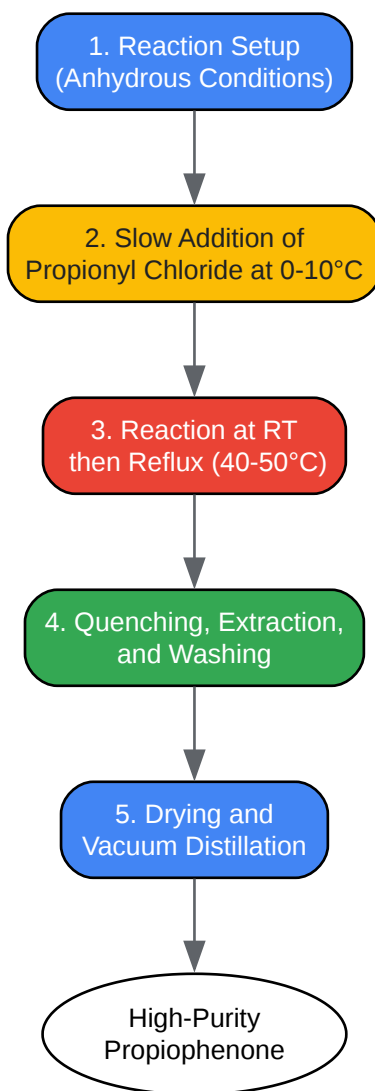 1. Reaction Setup
(Anhydrous Conditions)
2. Slow Addition of
Propionyl Chloride at 0-10°C
3. Reaction at RT
then Reflux (40-50°C)
4. Quenching, Extraction,
and Washing
5. Drying and
Vacuum Distillation
High-Purity
Propiophenone